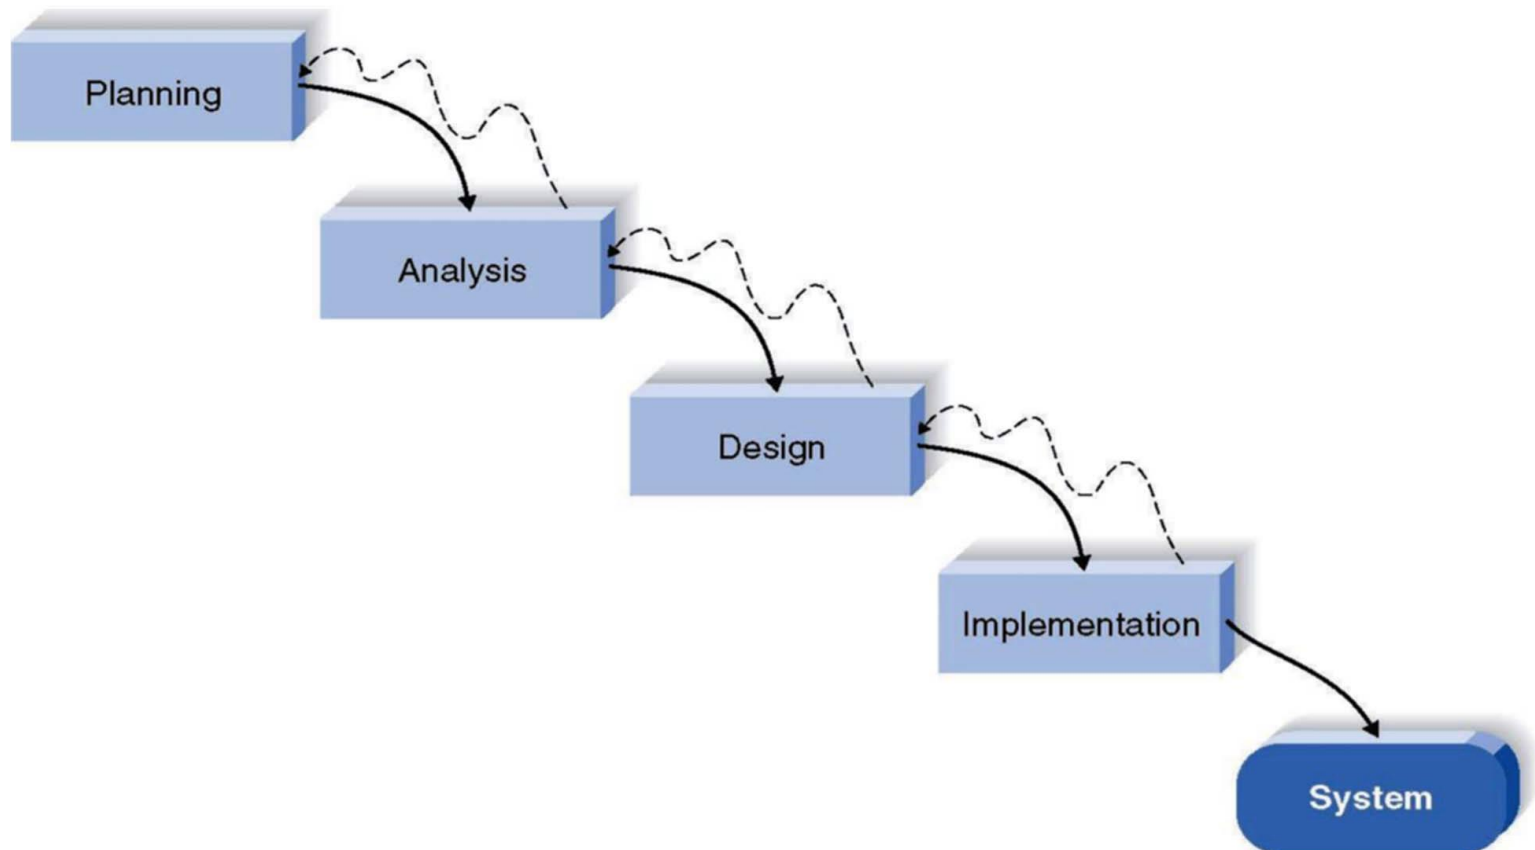 Planning
Analysis
Design
Implementation
System